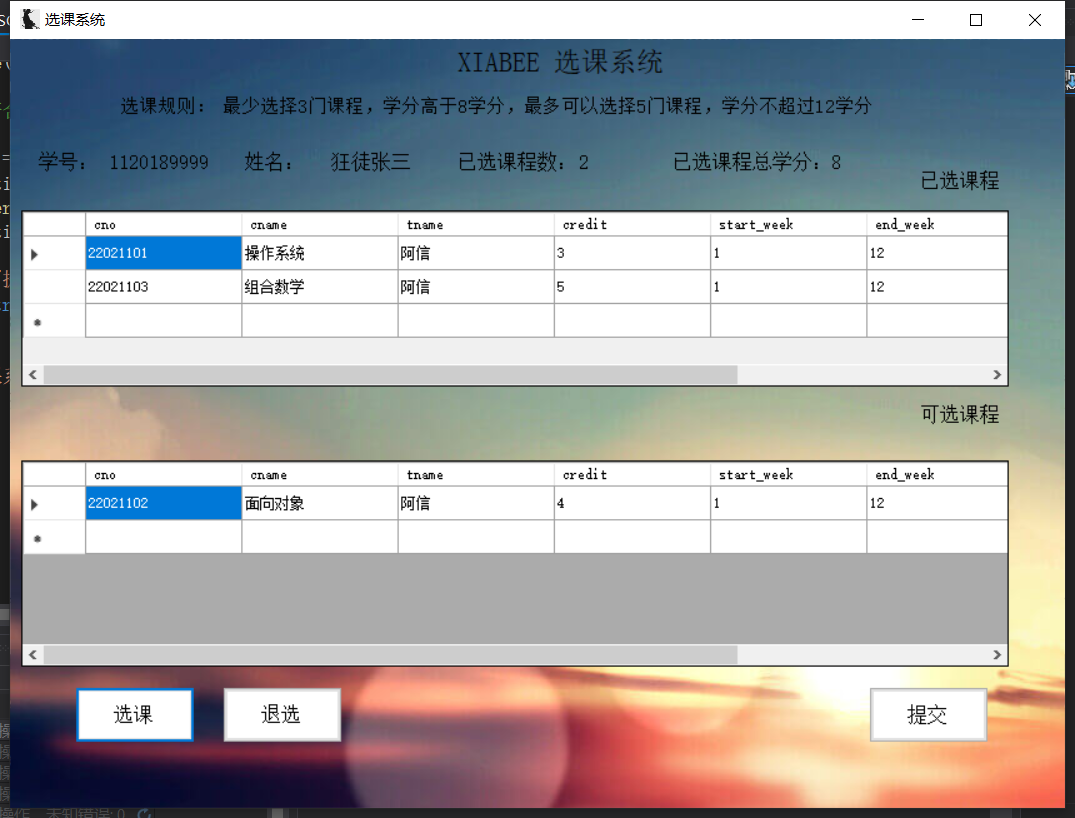 选课系统
XIABEE 选课系统
选课规则： 最少选择3门课程，学分高于8学分，最多可以选择5门课程，学分不超过12学分
学号： 1120189999 姓名： 狂徒张三 已选课程数：2 已选课程总学分：8
已选课程
cno cname tname credit start_week end_week
22021101 操作系统 阿信 3 1 12
22021103 组合数学 阿信 5 1 12
可选课程
cno cname tname credit start_week end_week
22021102 面向对象 阿信 4 1 12
选课 退选 提交